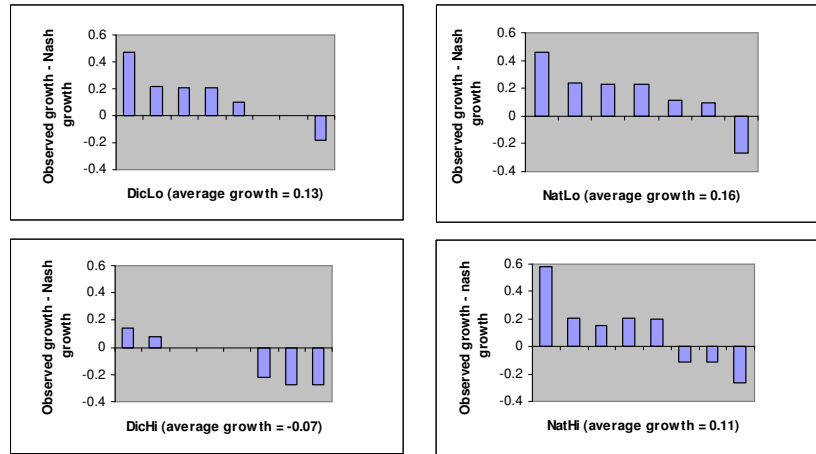 Observed growth - Nash
growth
0.6
0.4
0.2
0
-0.2
-0.4
DicLo (average growth = 0.13)
Observed growth - Nash
growth
0.6
0.4
0.2
0
-0.2
-0.4
NatLo (average growth = 0.16)
Observed growth - Nash
growth
0.6
0.4
0.2
0
-0.2
-0.4
DicHi (average growth = -0.07)
Observed growth - nash
growth
0.6
0.4
0.2
0
-0.2
-0.4
NatHi (average growth = 0.11)